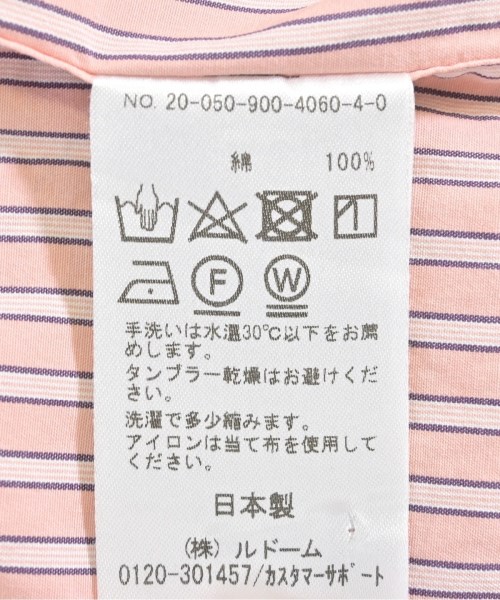 NO. 20-050-900-4060-4-0
綿 100%
F W
手洗いは水温30℃以下をお薦
めします。
タンブラー乾燥はお避けくだ
さい。
洗濯で多少縮みます。
アイロンは当て布を使用して
ください。
日本製
(株) ルドーム
0120-301457/ｶｽﾀﾏｰｻﾎﾟｰﾄ